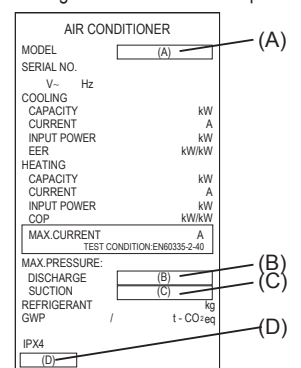 AIR CONDITIONER
MODEL (A) (A)
SERIAL NO.
V~ Hz
COOLING
CAPACITY kW
CURRENT A
INPUT POWER kW
EER kW/kW
HEATING
CAPACITY kW
CURRENT A
INPUT POWER kW
COP kW/kW
MAX.CURRENT A
TEST CONDITION:EN60335-2-40
MAX.PRESSURE:
DISCHARGE (B) (B)
SUCTION (C) (C)
REFRIGERANT kg
GWP / t - CO2eq
IPX4 (D)
(D)